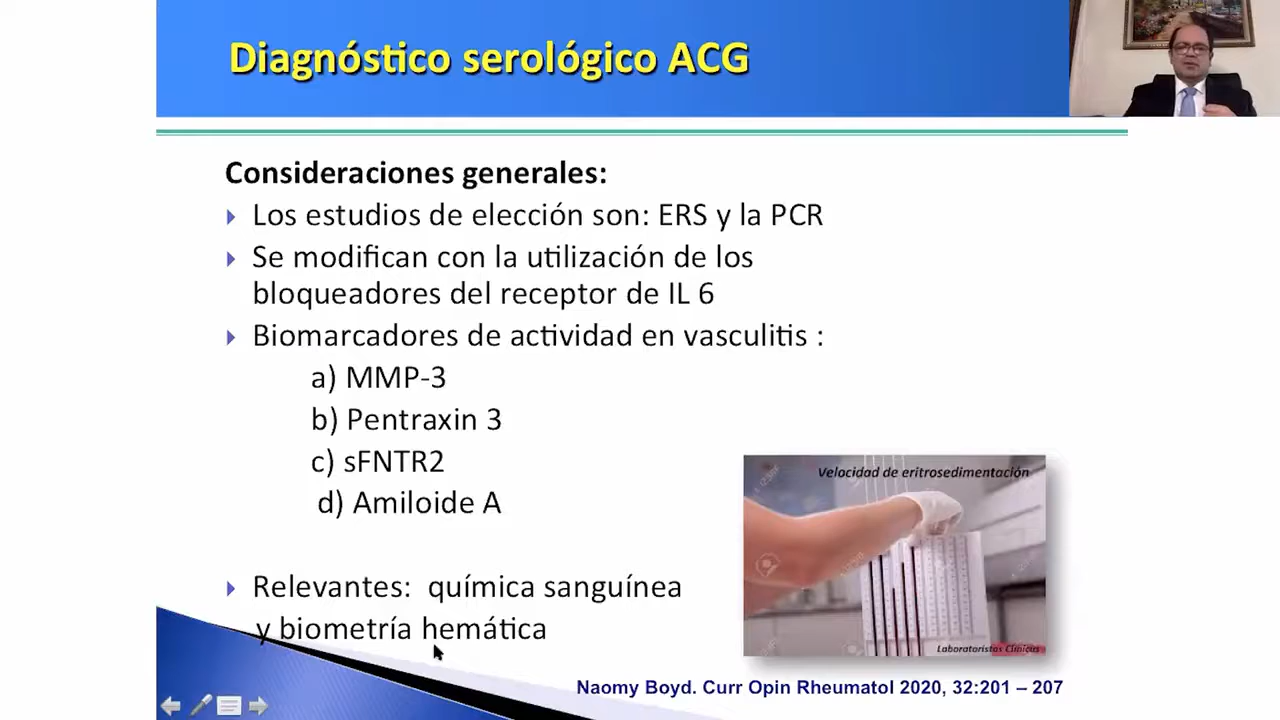 Diagnóstico serológico ACG
Consideraciones generales:
Los estudios de elección son: ERS y la PCR
Se modifican con la utilización de los
bloqueadores del receptor de IL 6
Biomarcadores de actividad en vasculitis :
a) MMP-3
b) Pentraxin 3
c) sFNTR2
d) Amiloide A
Velocidad de eritrosedimentación
Relevantes: química sanguínea
y biometría hemática
Laboratoristas Clínicos
Naomy Boyd. Curr Opin Rheumatol 2020, 32:201 – 207